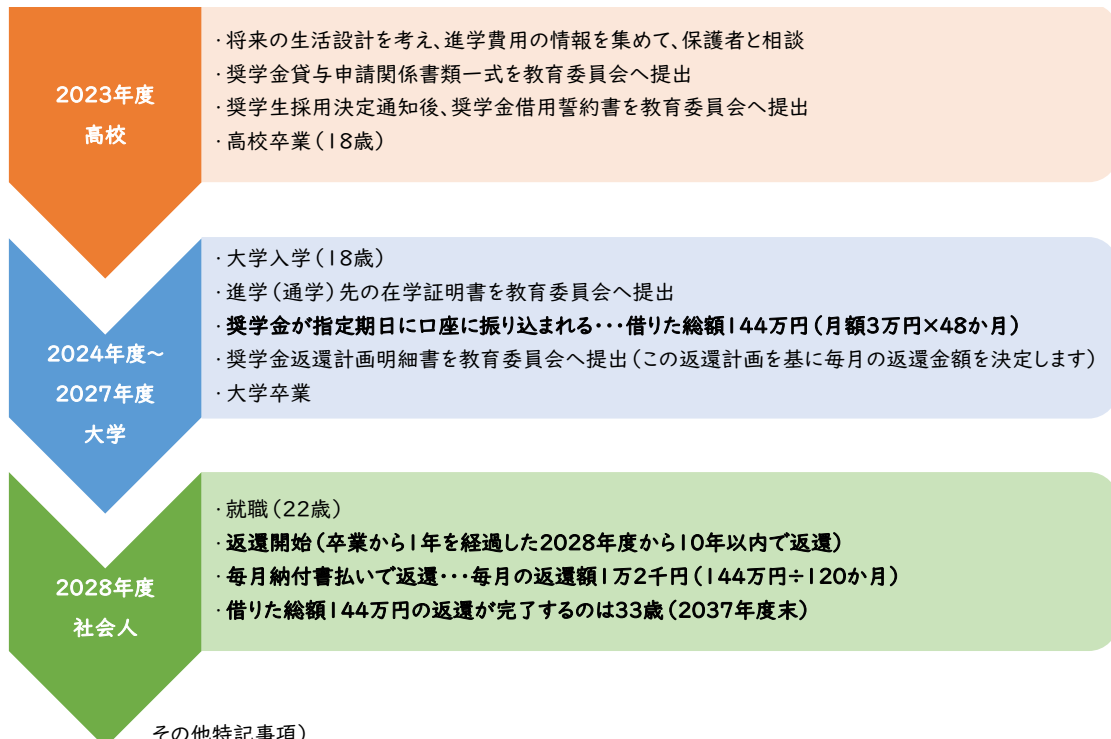 2023年度
高校
・将来の生活設計を考え、進学費用の情報を集めて、保護者と相談
・奨学金貸与申請関係書類一式を教育委員会へ提出
・奨学生採用決定通知後、奨学金借用誓約書を教育委員会へ提出
・高校卒業(18歳)
2024年度~
2027年度
大学
・大学入学(18歳)
・進学(通学)先の在学証明書を教育委員会へ提出
・奨学金が指定期日に口座に振り込まれる・・・借りた総額144万円(月額3万円×48か月)
・奨学金返還計画明細書を教育委員会へ提出(この返還計画を基に毎月の返還金額を決定します)
・大学卒業
2028年度
社会人
・就職(22歳)
・返還開始(卒業から1年を経過した2028年度から10年以内で返還)
・毎月納付書払いで返還・・・毎月の返還額1万2千円(144万円÷120か月)
・借りた総額144万円の返還が完了するのは33歳(2037年度末)
その他特記事項)